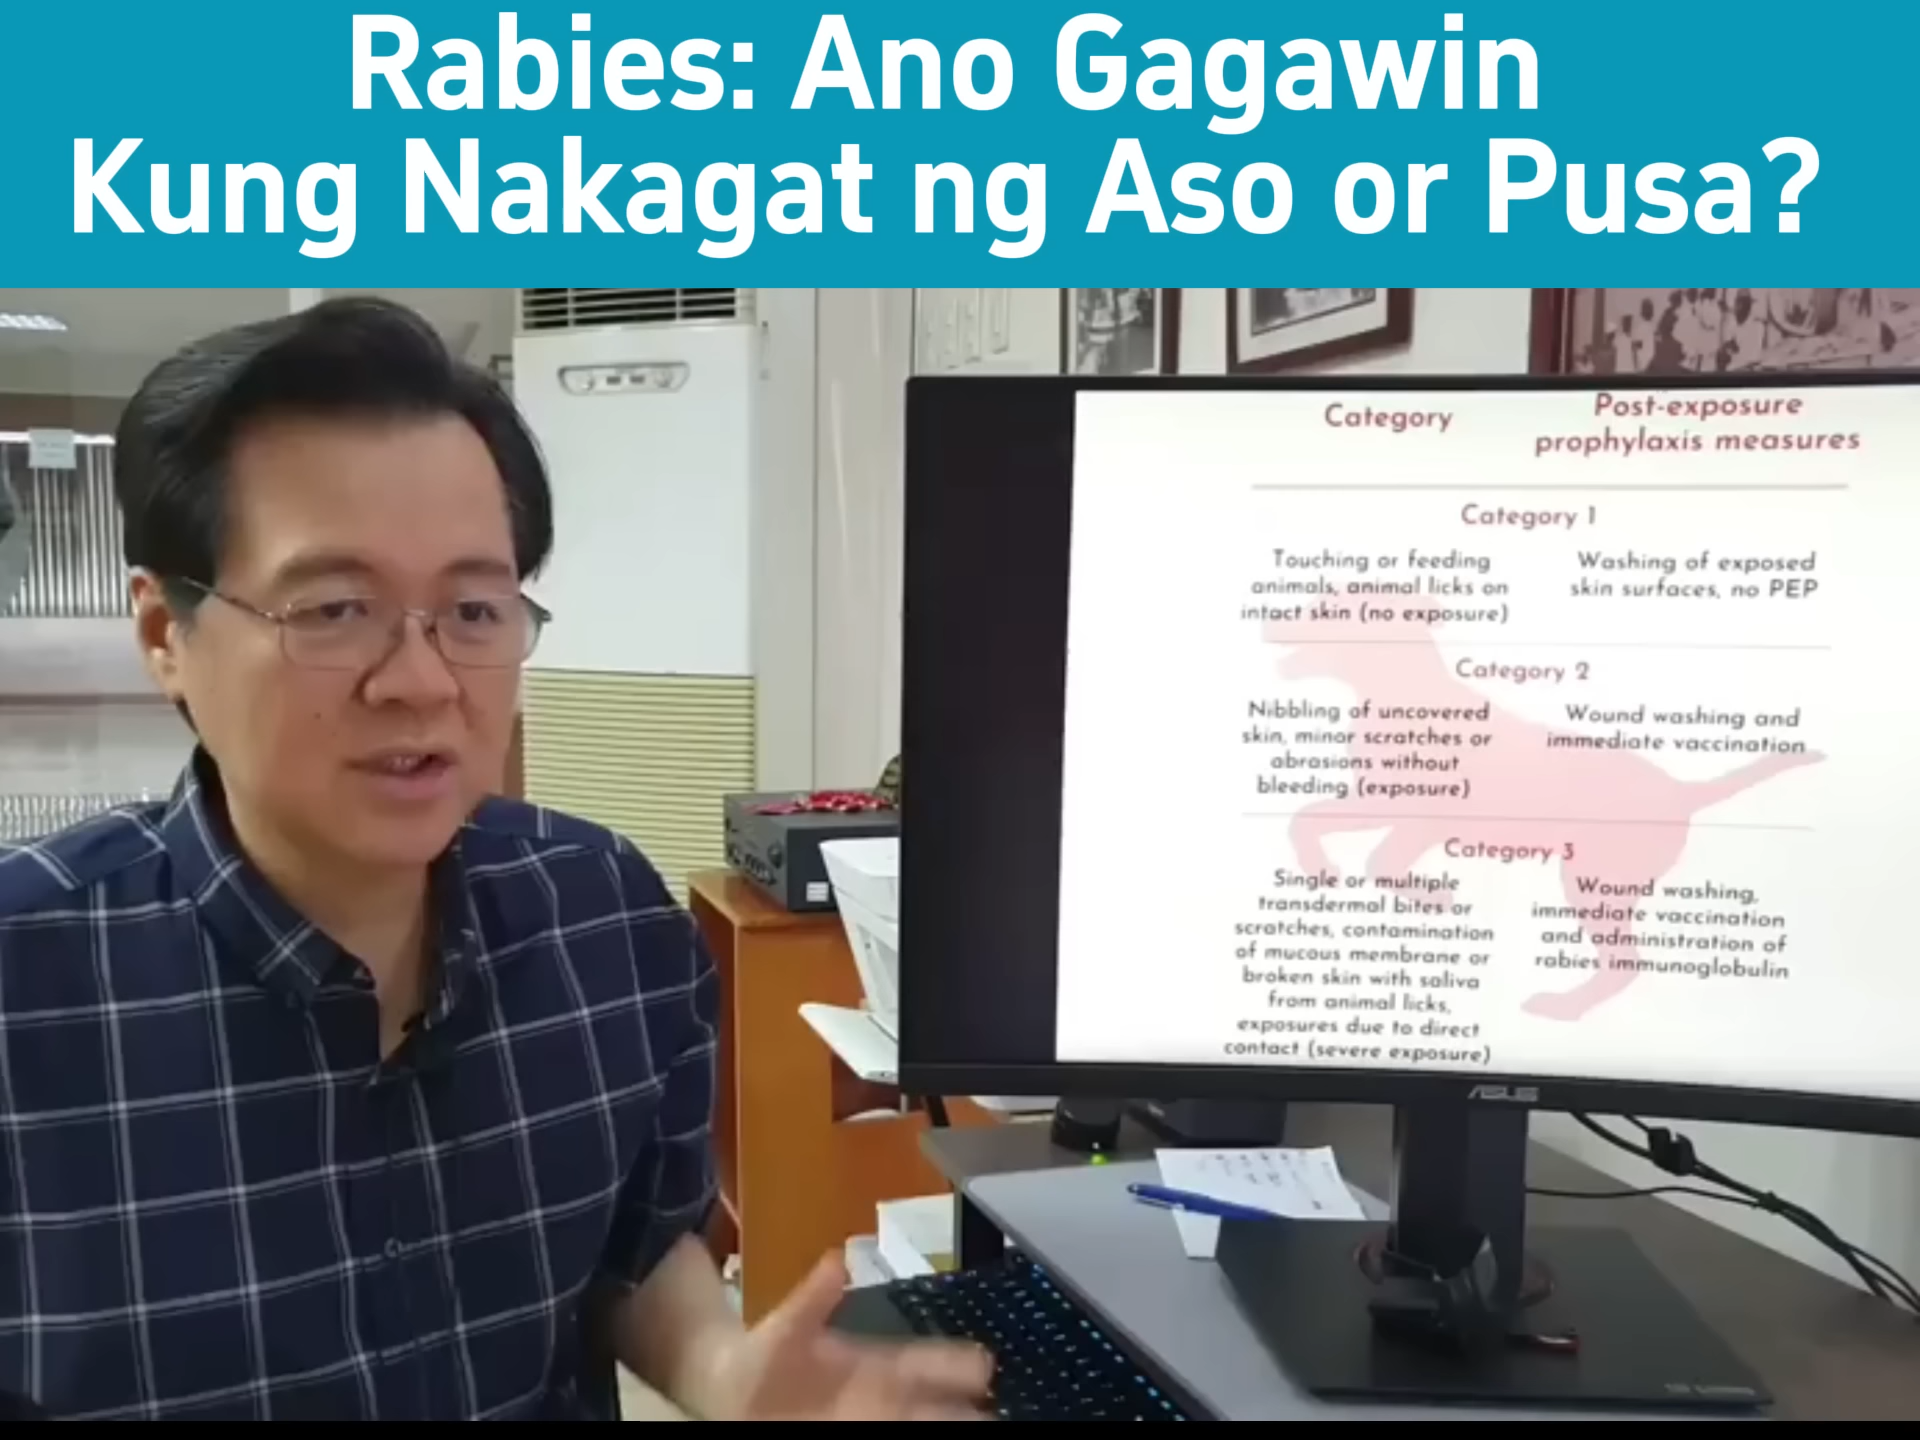 Rabies: Ano Gagawin
Kung Nakagat ng Aso or Pusa?
Category
Post-exposure
prophylaxis measures
Category 1
Touching or feeding
animals, animal licks on
intact skin (no exposure)
Washing of exposed
skin surfaces, no PEP
Category 2
Nibbling of uncovered
skin, minor scratches or
abrasions without
bleeding (exposure)
Wound washing and
immediate vaccination
Category 3
Single or multiple
transdermal bites or
scratches, contamination
of mucous membrane or
broken skin with saliva
from animal licks,
exposures due to direct
contact (severe exposure)
Wound washing,
immediate vaccination
and administration of
rabies immunoglobulin
ASUS